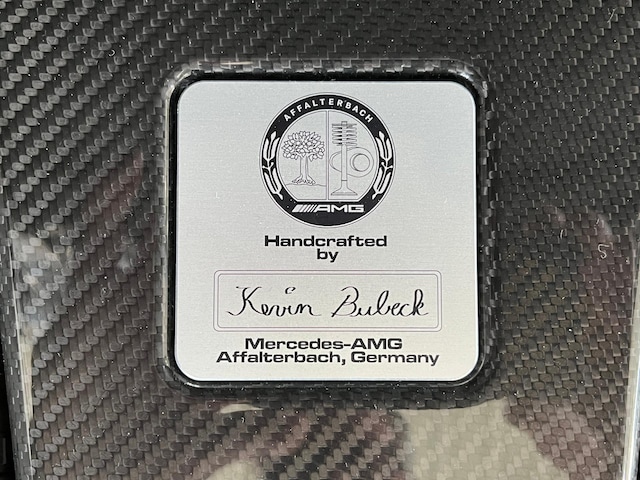 AFFALTERBACH
AMG
Handcrafted
by
Kevin Bubeck
Mercedes-AMG
Affalterbach, Germany